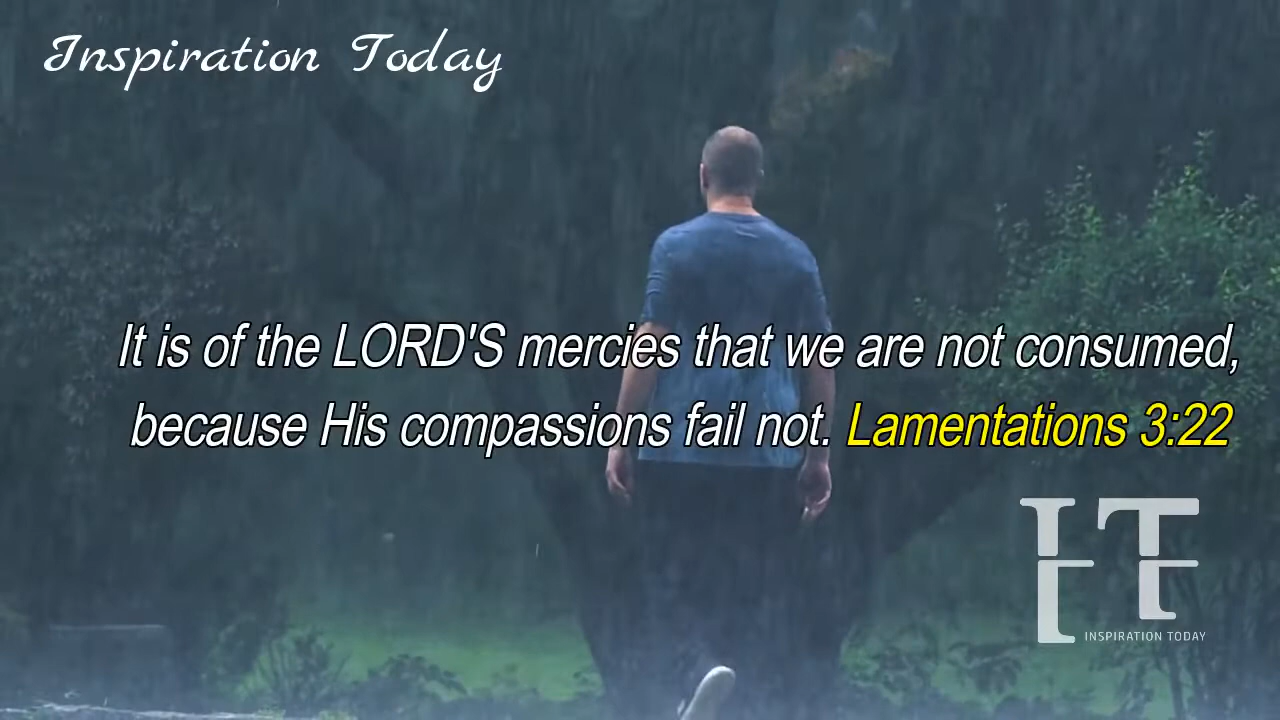 Inspiration Today
It is of the LORD'S mercies that we are not consumed,
because His compassions fail not. Lamentations 3:22
IT
INSPIRATION TODAY